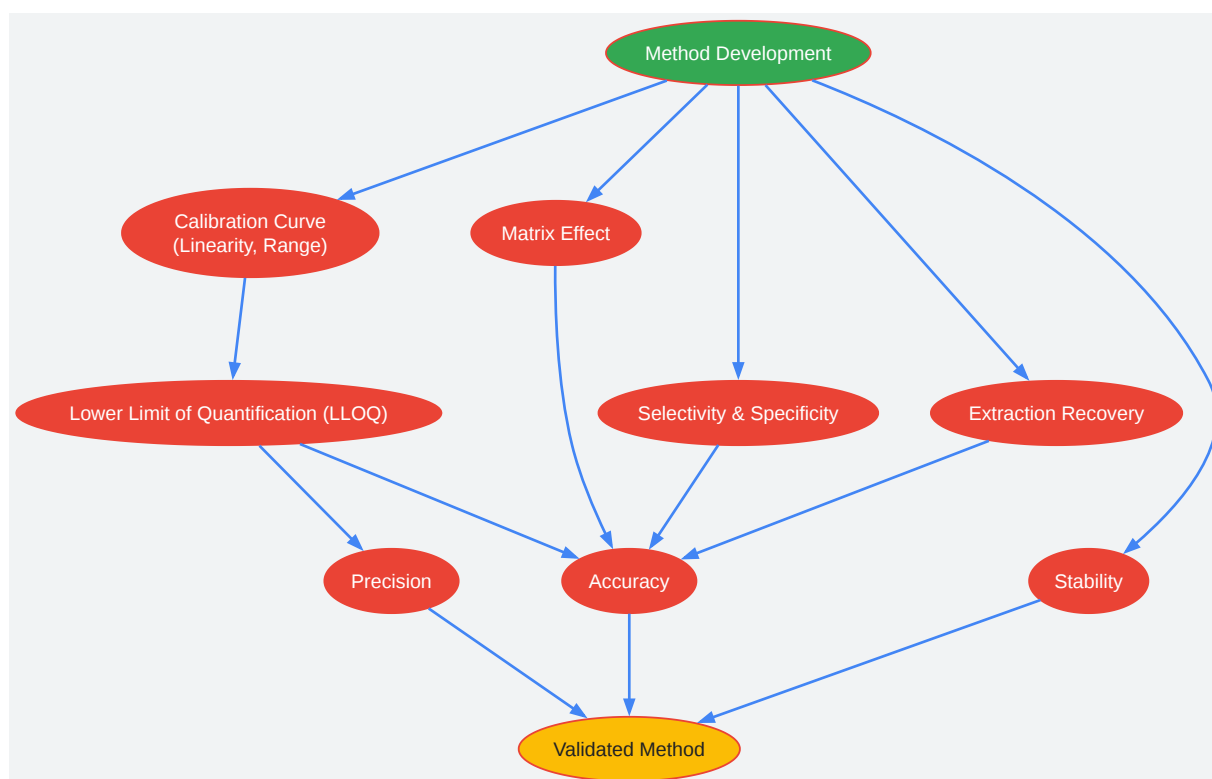 Method Development
Calibration Curve
(Linearity, Range)
Matrix Effect
Lower Limit of Quantification (LLOQ)
Selectivity & Specificity
Extraction Recovery
Precision
Accuracy
Stability
Validated Method